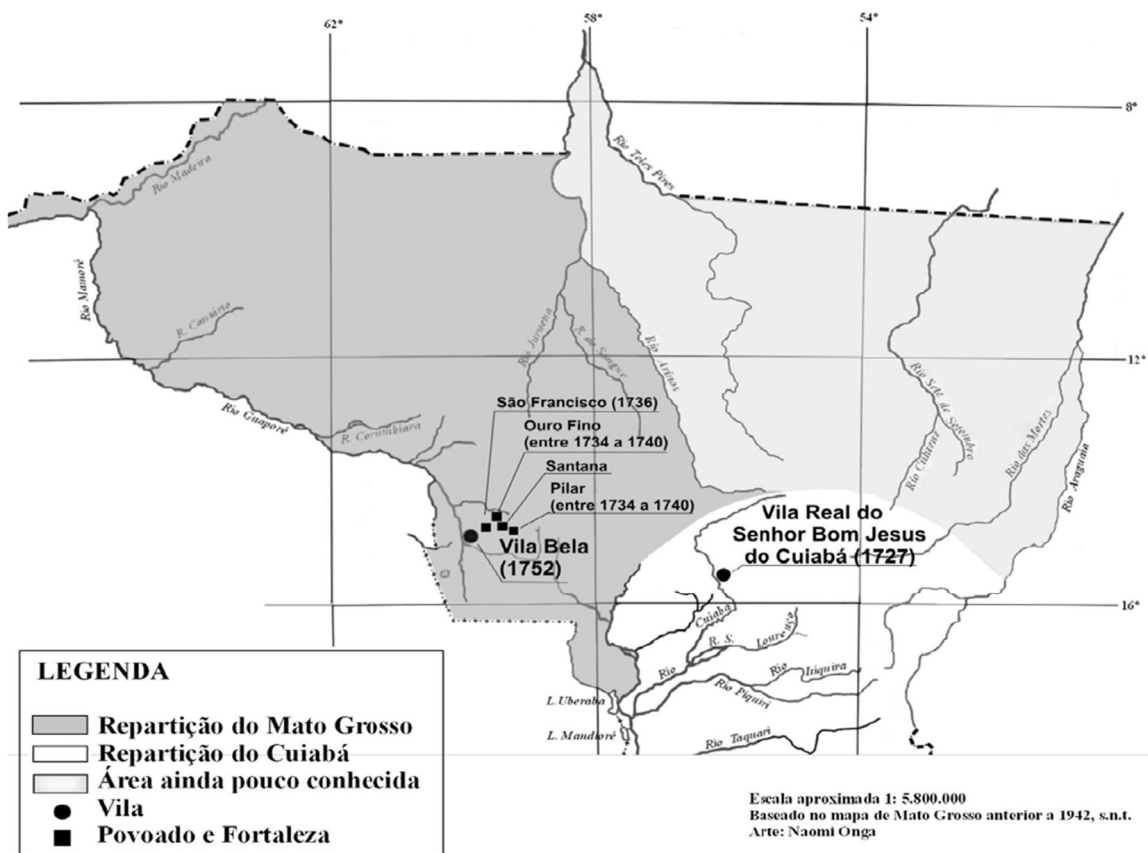 62°
58°
54°
8°
Rio Madeira
Rio Teles Pires
Rio Mamoré
R. Cautário
Rio Juruena
R. do Sangue
Rio Arinos
12°
Rio Sete de Setembro
Rio Culuene
Rio das Mortes
Rio Araguaia
Rio Guaporé
R. Corumbiara
São Francisco (1736)
Ouro Fino
(entre 1734 a 1740)
Santana
Pilar
(entre 1734 a 1740)
Vila Bela
(1752)
Vila Real do
Senhor Bom Jesus
do Cuiabá (1727)
16°
Rio Cuiabá
R. S. Lourenço
Rio Itiquira
Rio Piquiri
L. Uberaba
L. Mandioré
Rio Taquari
LEGENDA
Repartição do Mato Grosso
Repartição do Cuiabá
Área ainda pouco conhecida
Vila
Povoado e Fortaleza
Escala aproximada 1: 5.800.000
Baseado no mapa de Mato Grosso anterior a 1942, s.n.t.
Arte: Naomi Onga